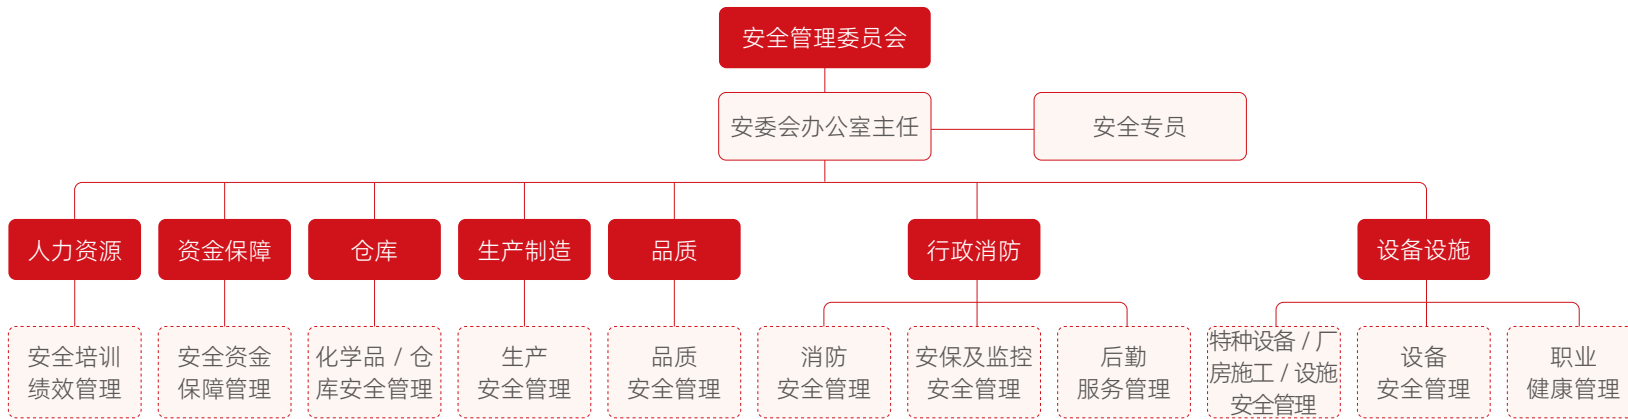 安全管理委员会
安委会办公室主任
安全专员
人力资源
资金保障
仓库
生产制造
品质
行政消防
设备设施
安全培训
绩效管理
安全资金
保障管理
化学品 / 仓
库安全管理
生产
安全管理
品质
安全管理
消防
安全管理
安保及监控
安全管理
后勤
服务管理
特种设备 / 厂
房施工 / 设施
安全管理
设备
安全管理
职业
健康管理